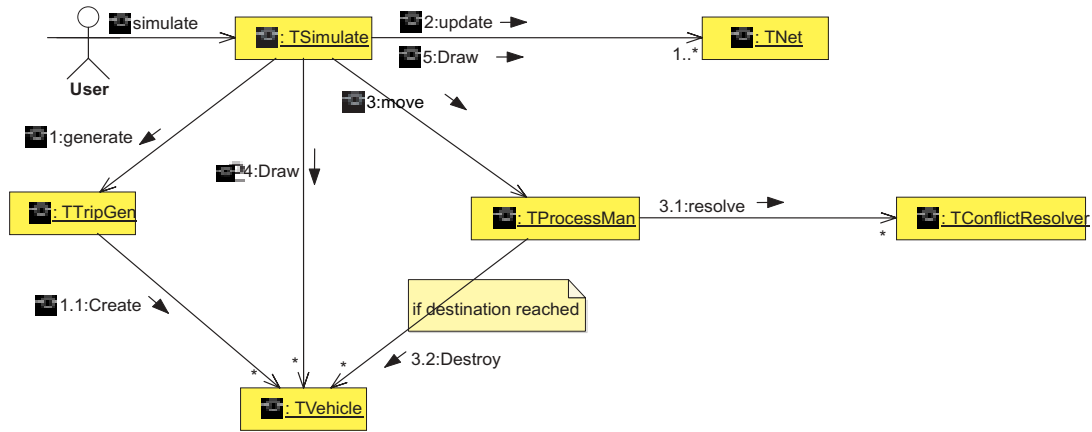 simulate
2:update
: TSimulate
: TNet
5:Draw
1..*
User
3:move
1:generate
4:Draw
: TTripGen
3.1:resolve
: TProcessMan
: TConflictResolver
*
if destination reached
1.1:Create
3.2:Destroy
*
*
*
: TVehicle